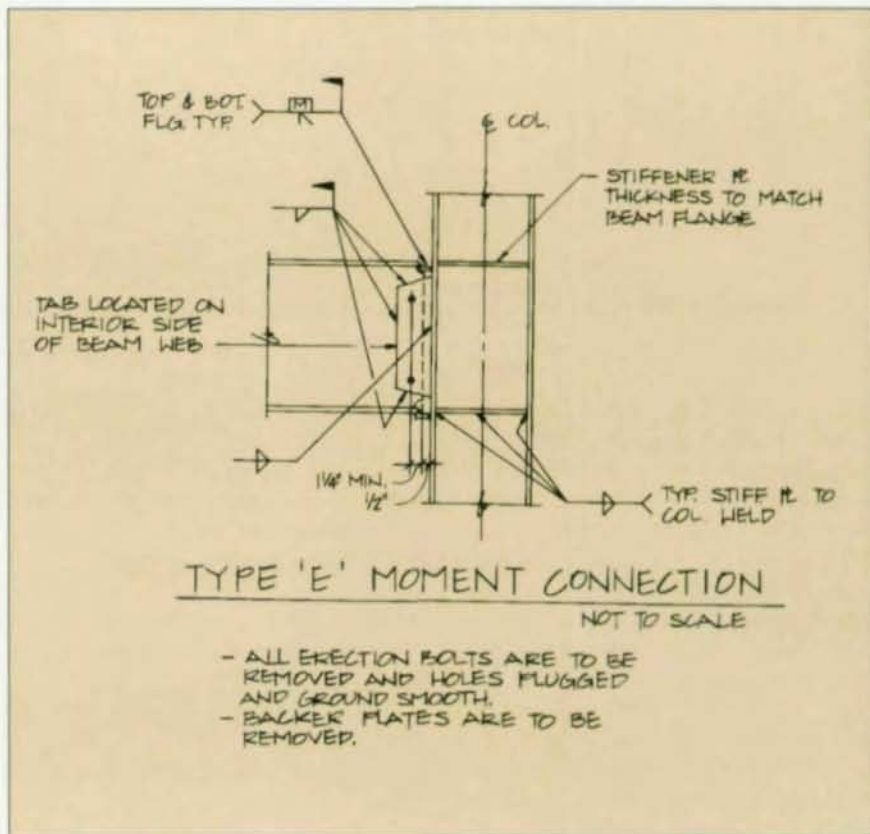 TOP & BOT.
FLG. TYP.
M
℄ COL.
STIFFENER ℙL
THICKNESS TO MATCH
BEAM FLANGE
TAB LOCATED ON
INTERIOR SIDE
OF BEAM WEB
1/4" MIN.
1/2"
TYP. STIFF ℙL TO
COL. WELD
TYPE 'E' MOMENT CONNECTION
NOT TO SCALE
- ALL ERECTION BOLTS ARE TO BE
REMOVED AND HOLES PLUGGED
AND GROUND SMOOTH.
- BACKER PLATES ARE TO BE
REMOVED.